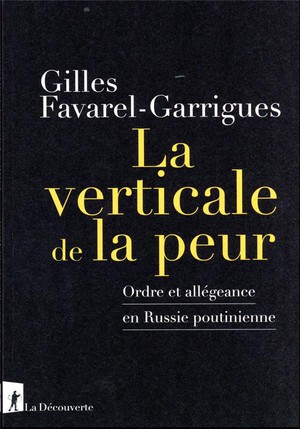 Gilles
Favarel-Garrigues
La
verticale
de la peur
Ordre et allégeance
en Russie poutinienne
La Découverte